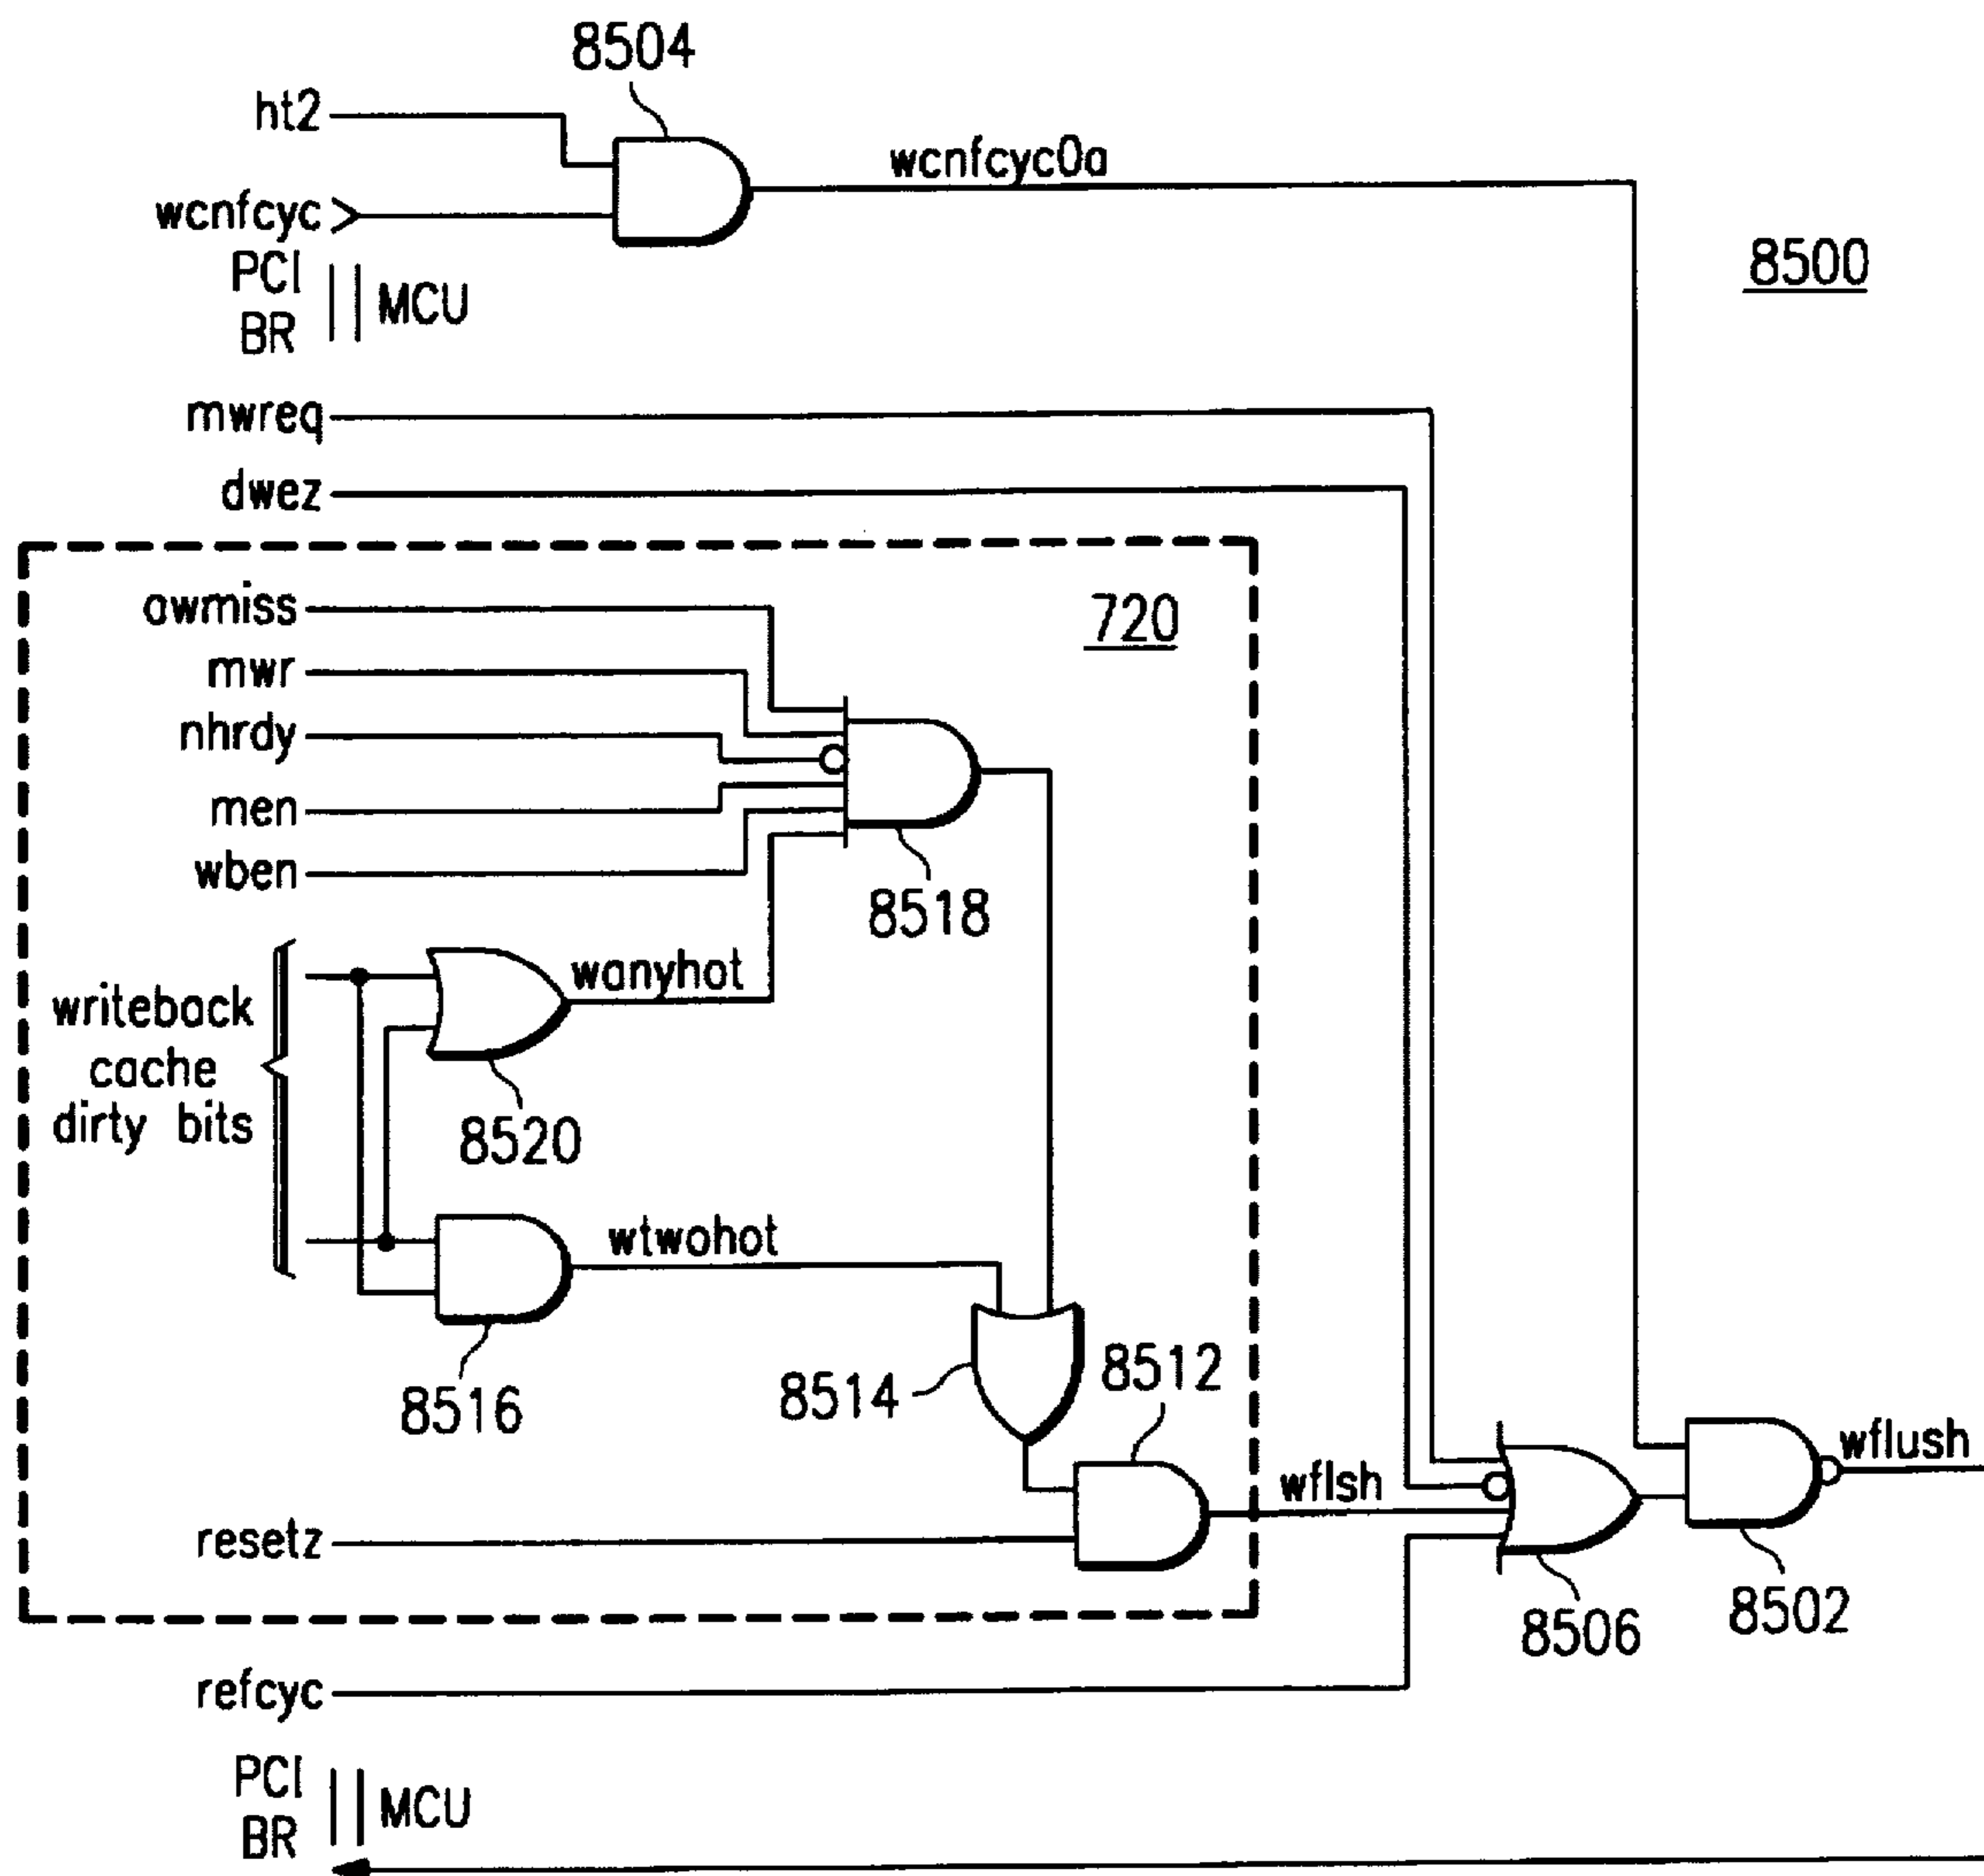 8504
ht2
wcnfcyc0a
wcnfcyc
PCI
BR
MCU
8500
mwreq
dwez
awmiss
720
mwr
nhrdy
men
wben
8518
wanyhot
writeback
cache
dirty bits
8520
wtwohot
8516
8514
8512
wflsh
wflush
resetz
8506
8502
refcyc
PCI
BR
MCU